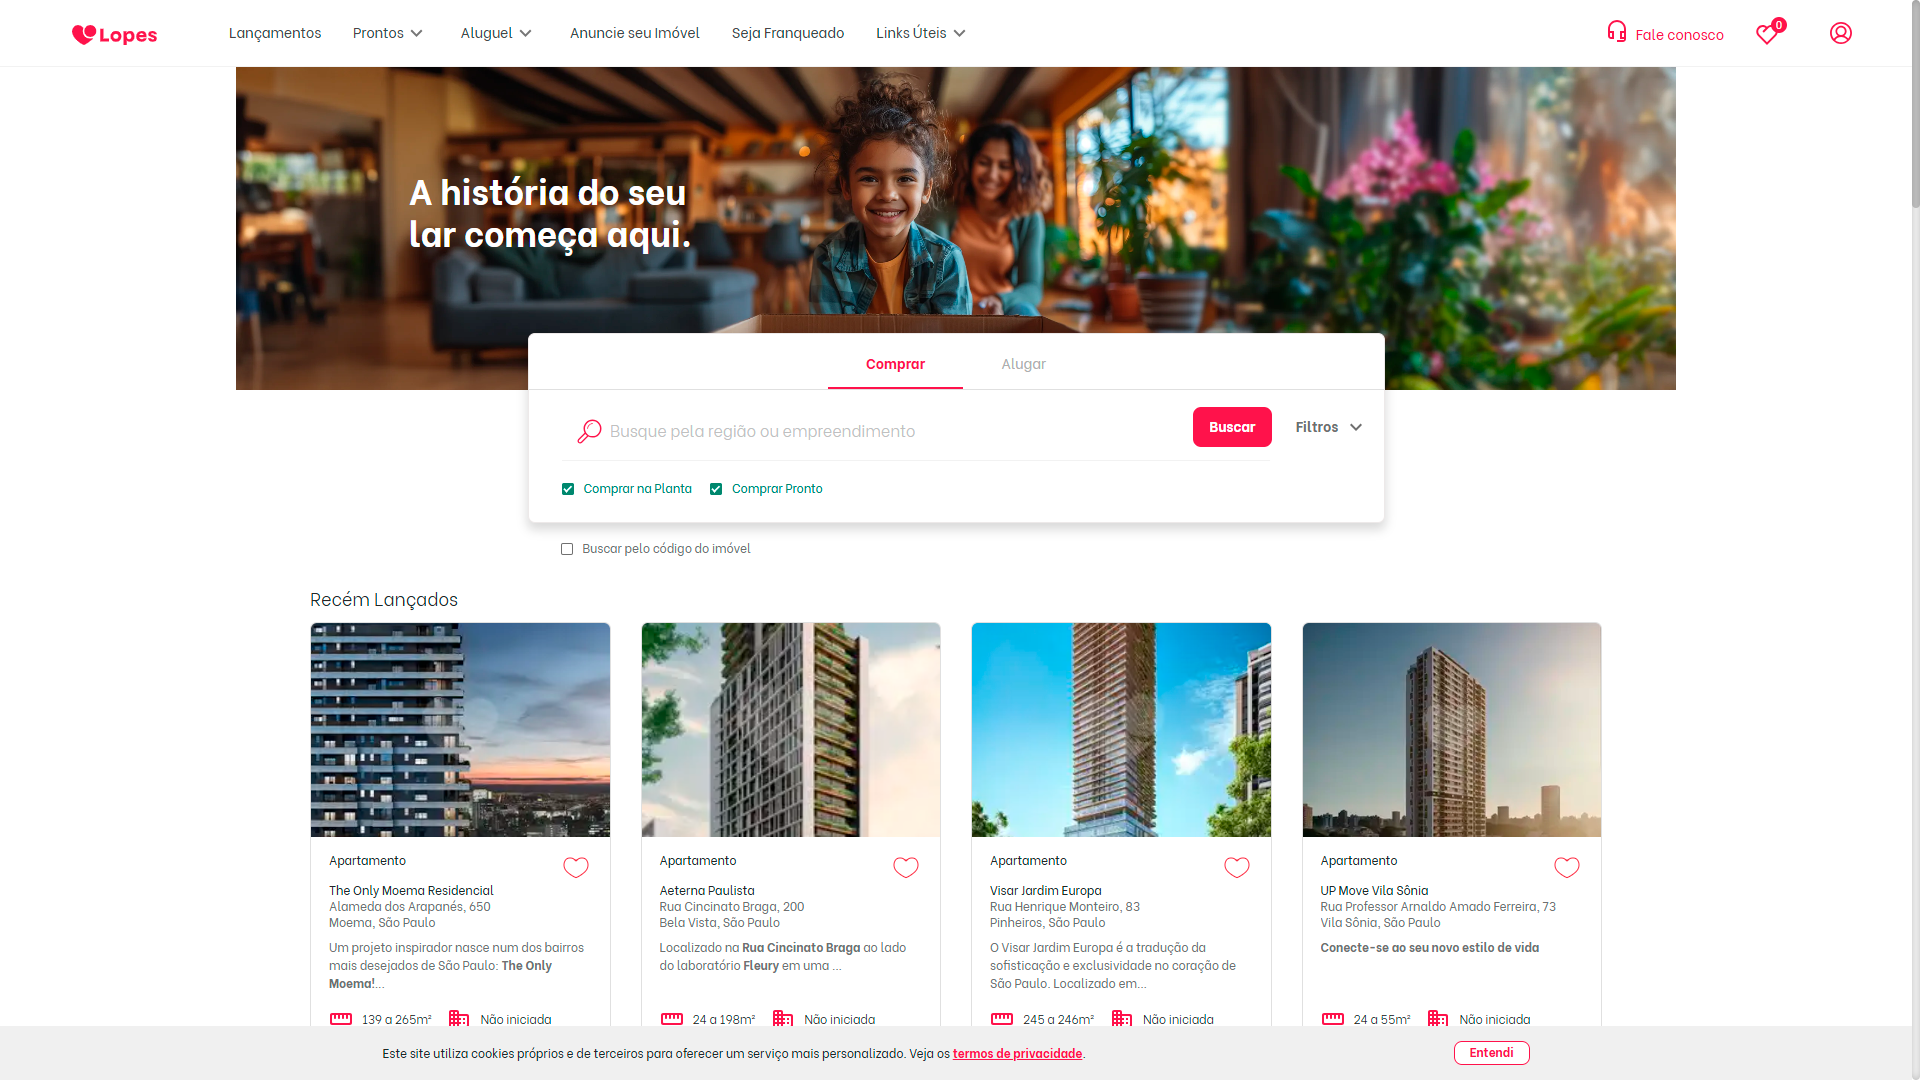 Lopes
Lançamentos
Prontos
Aluguel
Anuncie seu Imóvel
Seja Franqueado
Links Úteis
Fale conosco
0
A história do seu
lar começa aqui.
Comprar
Alugar
Busque pela região ou empreendimento
Buscar
Filtros
Comprar na Planta
Comprar Pronto
Buscar pelo código do imóvel
Recém Lançados
Apartamento
The Only Moema Residencial
Alameda dos Arapanés, 650
Moema, São Paulo
Um projeto inspirador nasce num dos bairros
mais desejados de São Paulo: The Only
Moema!...
139 a 265m²
Não iniciada
Apartamento
Aeterna Paulista
Rua Cincinato Braga, 200
Bela Vista, São Paulo
Localizado na Rua Cincinato Braga ao lado
do laboratório Fleury em uma ...
24 a 198m²
Não iniciada
Apartamento
Visar Jardim Europa
Rua Henrique Monteiro, 83
Pinheiros, São Paulo
O Visar Jardim Europa é a tradução da
sofisticação e exclusividade no coração de
São Paulo. Localizado em...
245 a 246m²
Não iniciada
Apartamento
UP Move Vila Sônia
Rua Professor Arnaldo Amado Ferreira, 73
Vila Sônia, São Paulo
Conecte-se ao seu novo estilo de vida
24 a 55m²
Não iniciada
Este site utiliza cookies próprios e de terceiros para oferecer um serviço mais personalizado. Veja os termos de privacidade.
Entendi